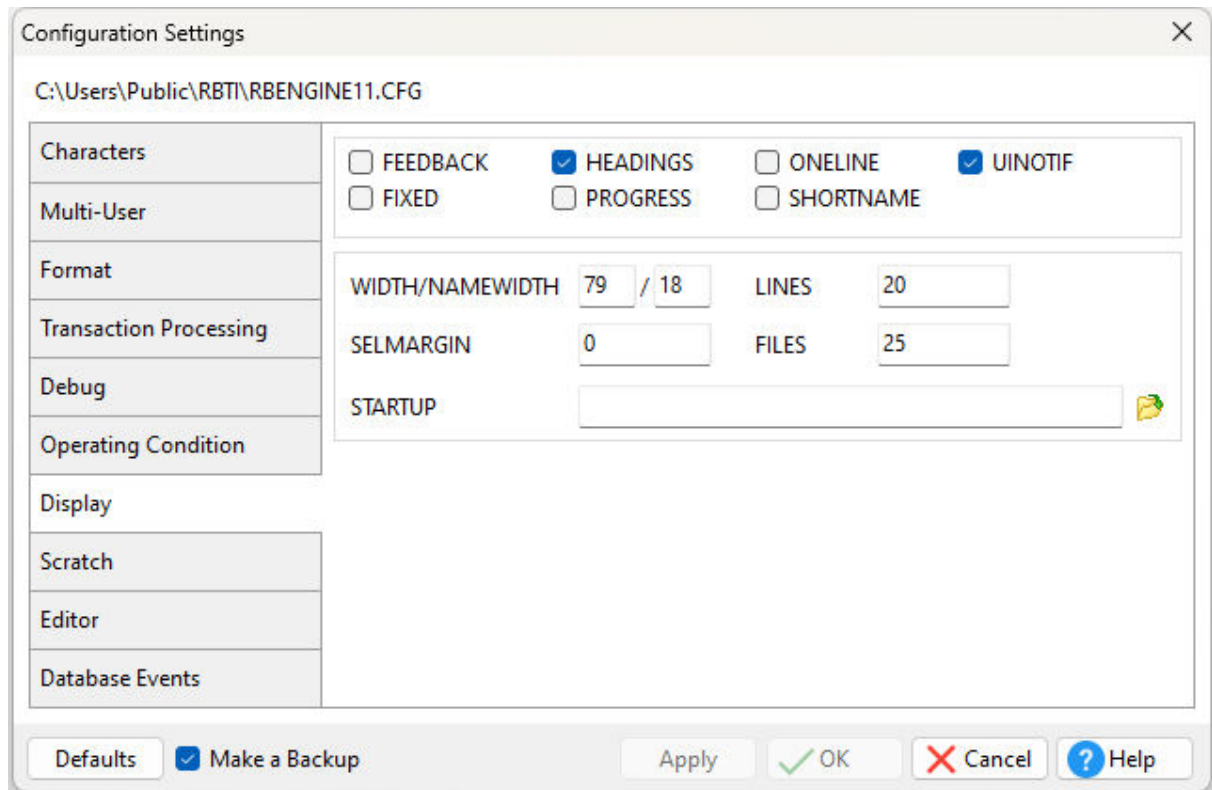 Configuration Settings
C:\Users\Public\RBTI\RBENGINE11.CFG
Characters
Multi-User
Format
Transaction Processing
Debug
Operating Condition
Display
Scratch
Editor
Database Events
FEEDBACK HEADINGS ONELINE UINOTIF
FIXED PROGRESS SHORTNAME
WIDTH/NAMEWIDTH 79 / 18 LINES 20
SELMARGIN 0 FILES 25
STARTUP
Defaults Make a Backup Apply OK Cancel ? Help